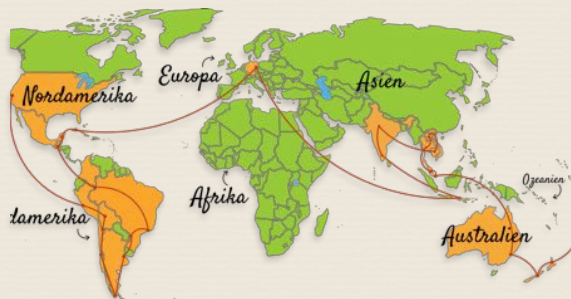 Europa
Asien
Nordamerika
Ozeanien
Afrika
damerika
Australien